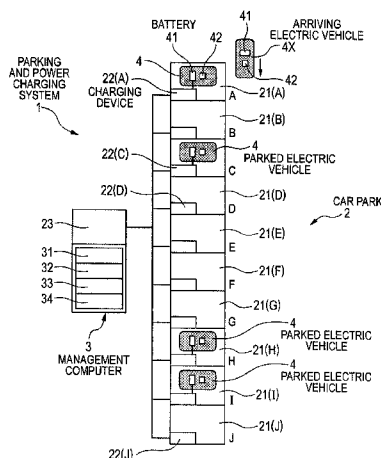 BATTERY
41
42
41
ARRIVING ELECTRIC VEHICLE
4X
42
4
PARKING AND POWER CHARGING SYSTEM
1
22(A)
CHARGING DEVICE
A
21(A)
21(B)
B
22(C)
4
PARKED ELECTRIC VEHICLE
C
22(D)
21(D)
D
CAR PARK
2
23
21(E)
E
31
32
33
34
21(F)
F
21(G)
G
3
MANAGEMENT COMPUTER
4
PARKED ELECTRIC VEHICLE
21(H)
H
4
PARKED ELECTRIC VEHICLE
21(I)
I
21(J)
22(J)
J